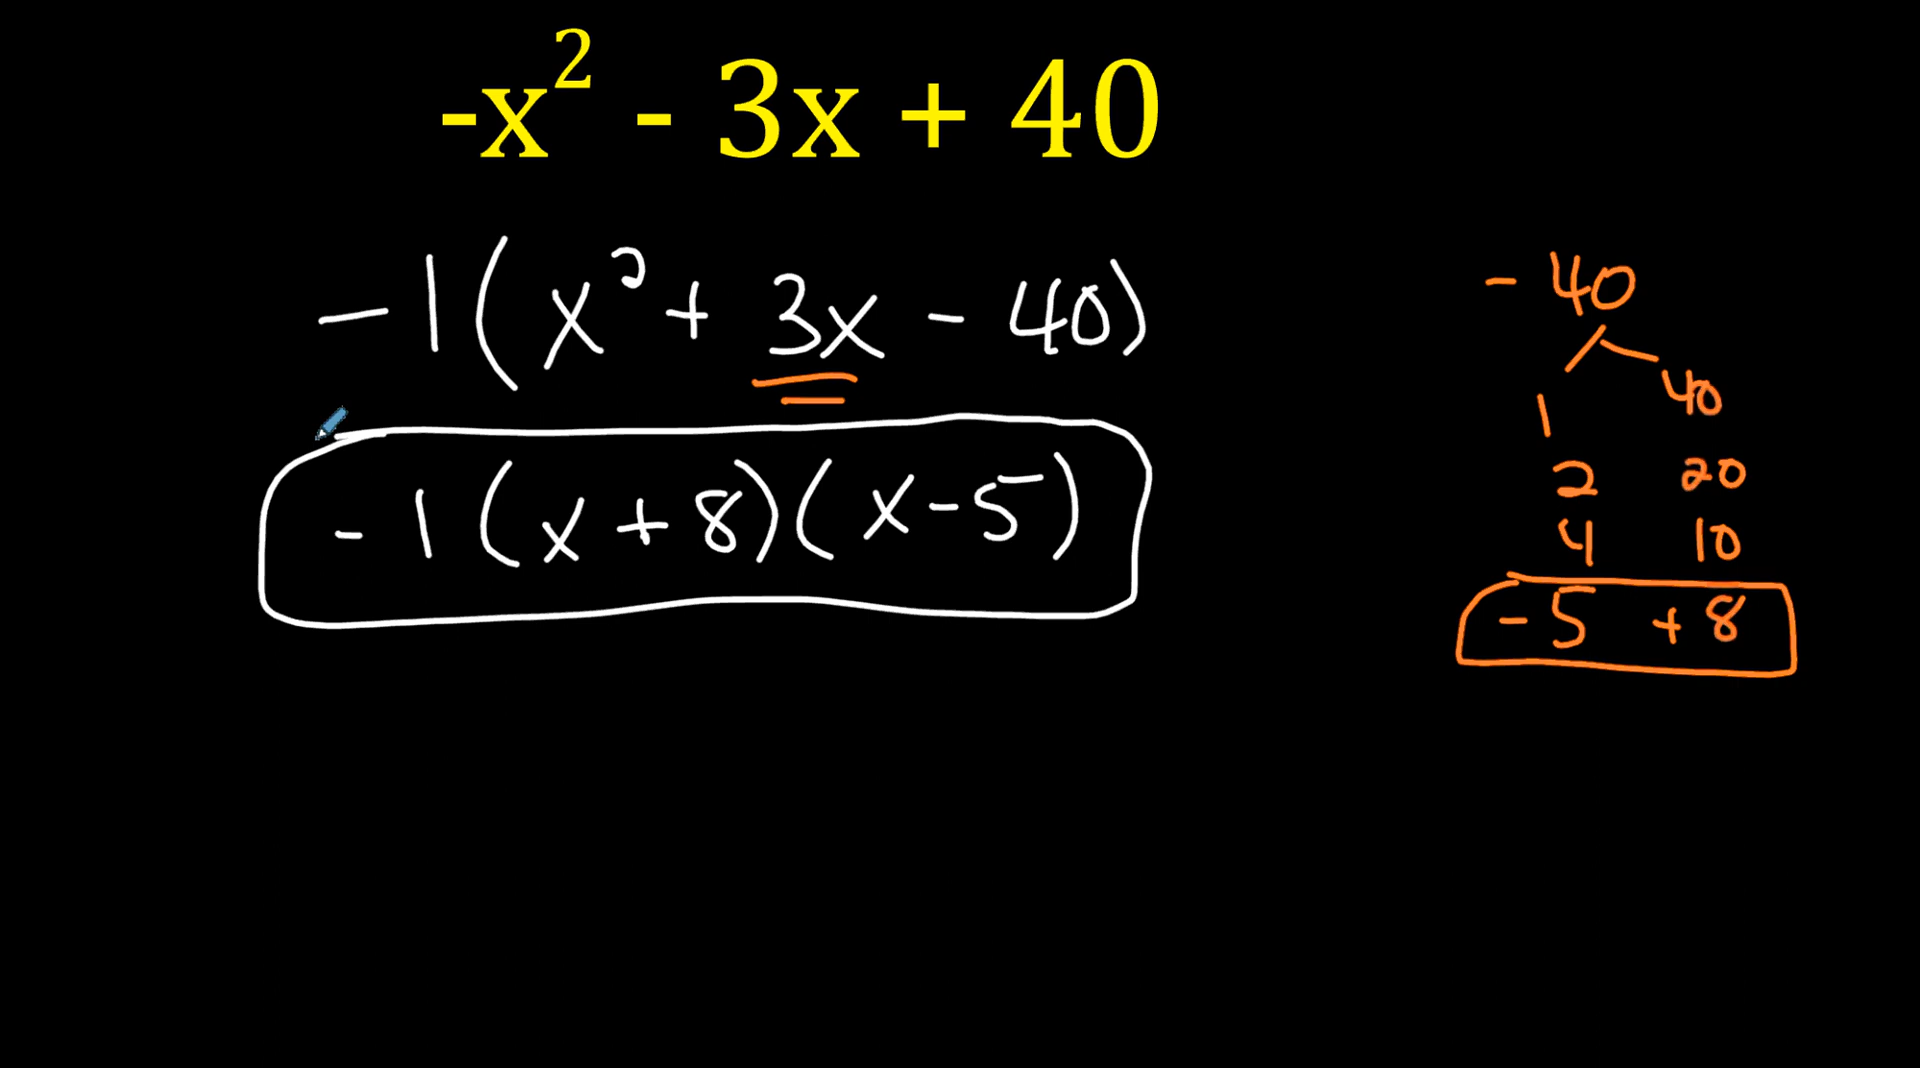 -x² - 3x + 40
-1(x² + 3x - 40)
-1(x + 8)(x - 5)
- 40
1 40
2 20
4 10
- 5 + 8